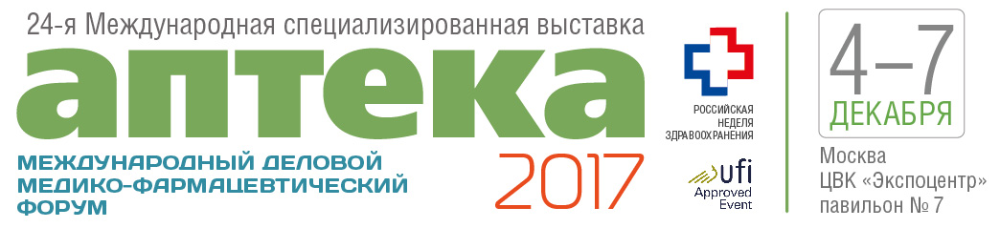 24-я Международная специализированная выставка
аптека
МЕЖДУНАРОДНЫЙ ДЕЛОВОЙ
МЕДИКО-ФАРМАЦЕВТИЧЕСКИЙ
ФОРУМ
2017
РОССИЙСКАЯ
НЕДЕЛЯ
ЗДРАВООХРАНЕНИЯ
ufi
Approved
Event
4–7
ДЕКАБРЯ
Москва
ЦВК «Экспоцентр»
павильон № 7